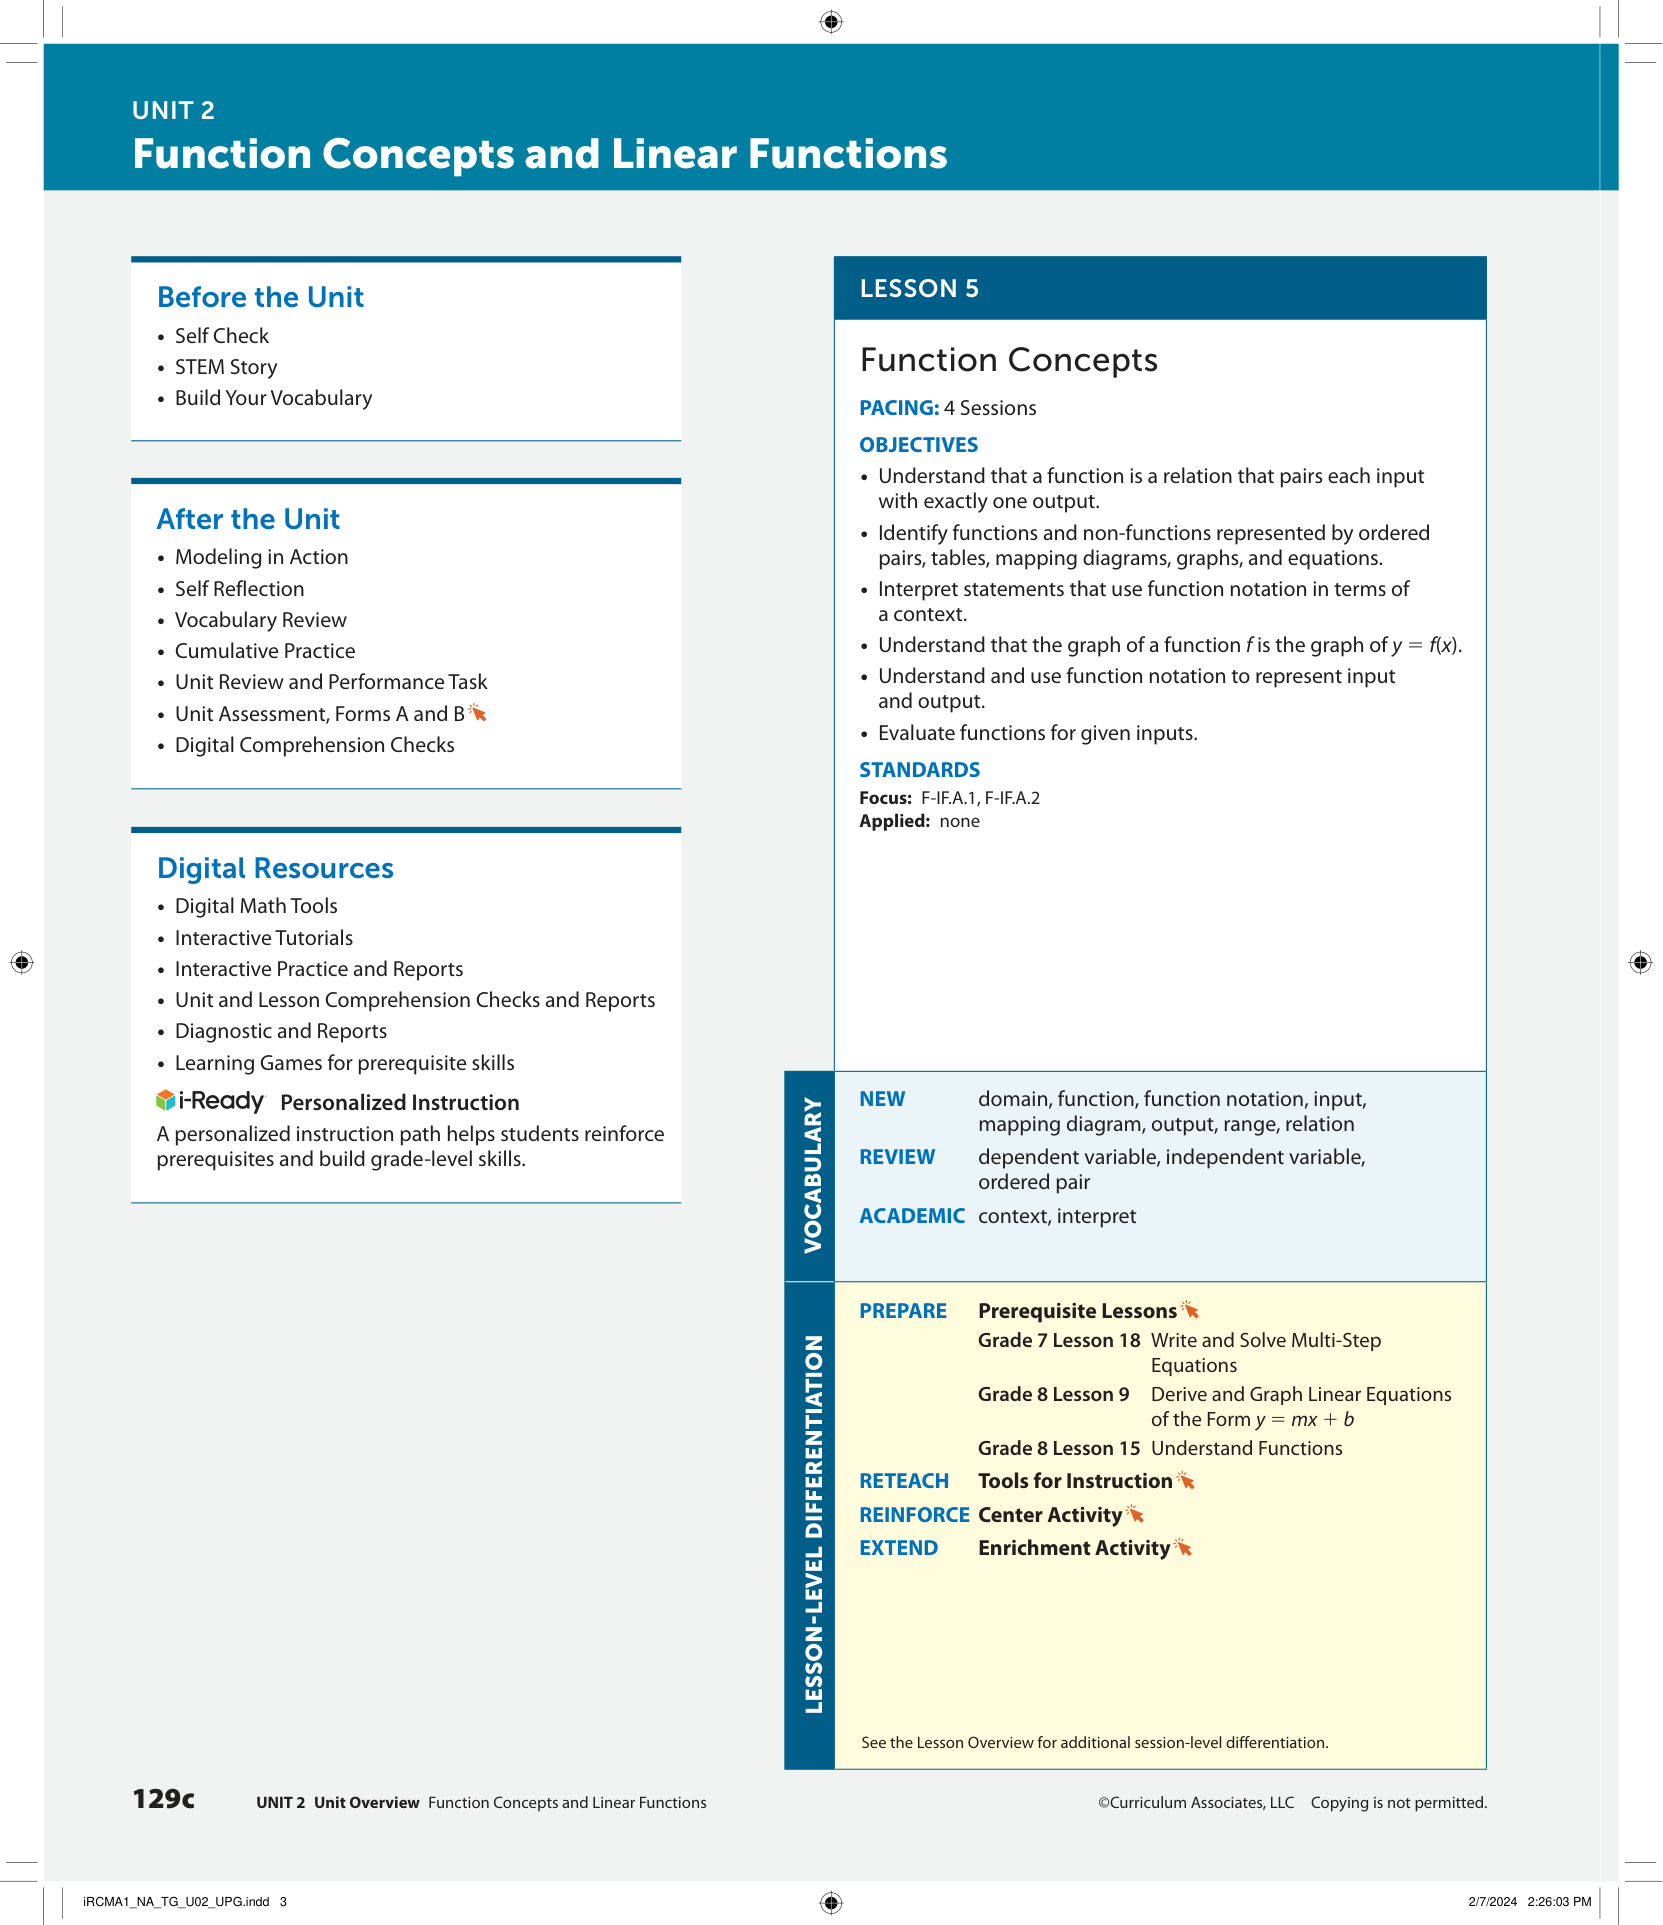 UNIT 2
Function Concepts and Linear Functions
Before the Unit
• Self Check
• STEM Story
• Build Your Vocabulary
After the Unit
• Modeling in Action
• Self Reflection
• Vocabulary Review
• Cumulative Practice
• Unit Review and Performance Task
• Unit Assessment, Forms A and B
• Digital Comprehension Checks
Digital Resources
• Digital Math Tools
• Interactive Tutorials
• Interactive Practice and Reports
• Unit and Lesson Comprehension Checks and Reports
• Diagnostic and Reports
• Learning Games for prerequisite skills
i-Ready Personalized Instruction
A personalized instruction path helps students reinforce
prerequisites and build grade-level skills.
LESSON 5
Function Concepts
PACING: 4 Sessions
OBJECTIVES
• Understand that a function is a relation that pairs each input
with exactly one output.
• Identify functions and non-functions represented by ordered
pairs, tables, mapping diagrams, graphs, and equations.
• Interpret statements that use function notation in terms of
a context.
• Understand that the graph of a function f is the graph of y = f(x).
• Understand and use function notation to represent input
and output.
• Evaluate functions for given inputs.
STANDARDS
Focus: F-IF.A.1, F-IF.A.2
Applied: none
VOCABULARY
NEW domain, function, function notation, input,
mapping diagram, output, range, relation
REVIEW dependent variable, independent variable,
ordered pair
ACADEMIC context, interpret
LESSON-LEVEL DIFFERENTIATION
PREPARE Prerequisite Lessons
Grade 7 Lesson 18 Write and Solve Multi-Step
Equations
Grade 8 Lesson 9 Derive and Graph Linear Equations
of the Form y = mx + b
Grade 8 Lesson 15 Understand Functions
RETEACH Tools for Instruction
REINFORCE Center Activity
EXTEND Enrichment Activity
See the Lesson Overview for additional session-level differentiation.
129c UNIT 2 Unit Overview Function Concepts and Linear Functions ©Curriculum Associates, LLC Copying is not permitted.
iRCMA1_NA_TG_U02_UPG.indd 3 2/7/2024 2:26:03 PM